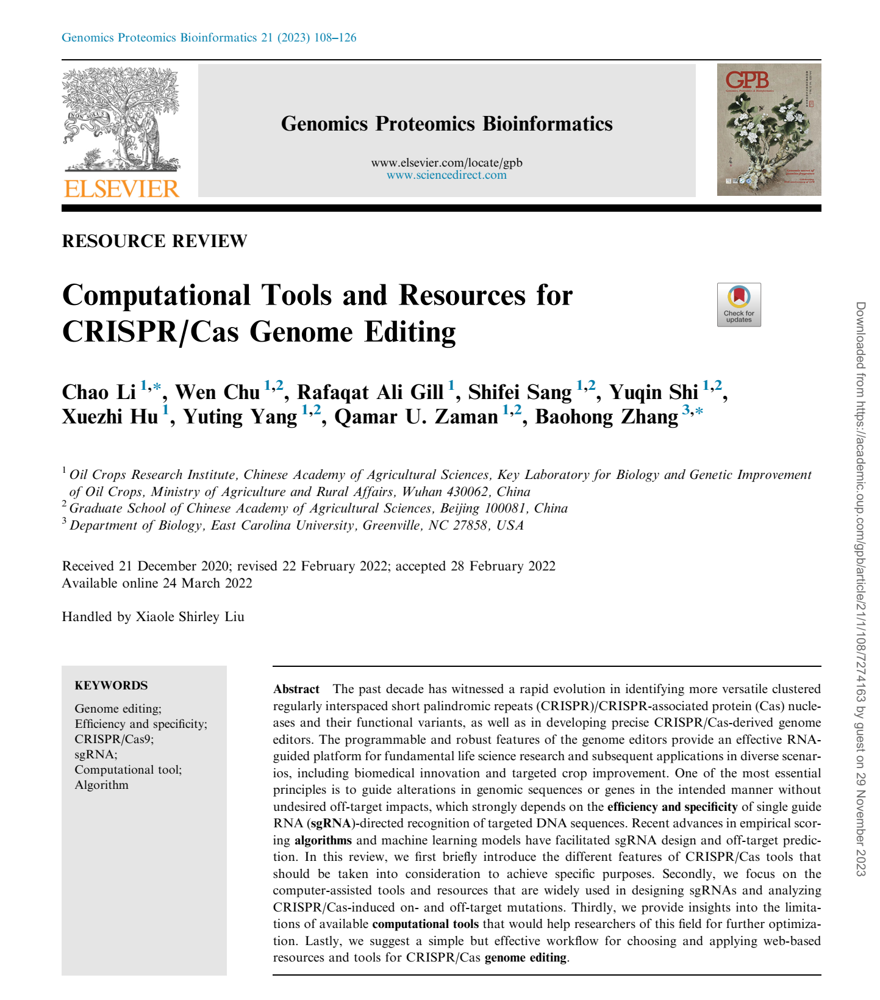 Genomics Proteomics Bioinformatics 21 (2023) 108–126
NON SOLUS
ELSEVIER
Genomics Proteomics Bioinformatics
www.elsevier.com/locate/gpb
www.sciencedirect.com
GPB
Genomics, Proteomics & Bioinformatics
RESOURCE REVIEW
Computational Tools and Resources for
CRISPR/Cas Genome Editing
Check for
updates
Chao Li 1,*, Wen Chu 1,2, Rafaqat Ali Gill 1, Shifei Sang 1,2, Yuqin Shi 1,2,
Xuezhi Hu 1, Yuting Yang 1,2, Qamar U. Zaman 1,2, Baohong Zhang 3,*
1 Oil Crops Research Institute, Chinese Academy of Agricultural Sciences, Key Laboratory for Biology and Genetic Improvement
of Oil Crops, Ministry of Agriculture and Rural Affairs, Wuhan 430062, China
2 Graduate School of Chinese Academy of Agricultural Sciences, Beijing 100081, China
3 Department of Biology, East Carolina University, Greenville, NC 27858, USA
Received 21 December 2020; revised 22 February 2022; accepted 28 February 2022
Available online 24 March 2022
Handled by Xiaole Shirley Liu
KEYWORDS
Genome editing;
Efficiency and specificity;
CRISPR/Cas9;
sgRNA;
Computational tool;
Algorithm
Abstract The past decade has witnessed a rapid evolution in identifying more versatile clustered
regularly interspaced short palindromic repeats (CRISPR)/CRISPR-associated protein (Cas) nucle-
ases and their functional variants, as well as in developing precise CRISPR/Cas-derived genome
editors. The programmable and robust features of the genome editors provide an effective RNA-
guided platform for fundamental life science research and subsequent applications in diverse scenar-
ios, including biomedical innovation and targeted crop improvement. One of the most essential
principles is to guide alterations in genomic sequences or genes in the intended manner without
undesired off-target impacts, which strongly depends on the efficiency and specificity of single guide
RNA (sgRNA)-directed recognition of targeted DNA sequences. Recent advances in empirical scor-
ing algorithms and machine learning models have facilitated sgRNA design and off-target predic-
tion. In this review, we first briefly introduce the different features of CRISPR/Cas tools that
should be taken into consideration to achieve specific purposes. Secondly, we focus on the
computer-assisted tools and resources that are widely used in designing sgRNAs and analyzing
CRISPR/Cas-induced on- and off-target mutations. Thirdly, we provide insights into the limita-
tions of available computational tools that would help researchers of this field for further optimiza-
tion. Lastly, we suggest a simple but effective workflow for choosing and applying web-based
resources and tools for CRISPR/Cas genome editing.
Downloaded from https://academic.oup.com/gpb/article/21/1/108/7274163 by guest on 29 November 2023